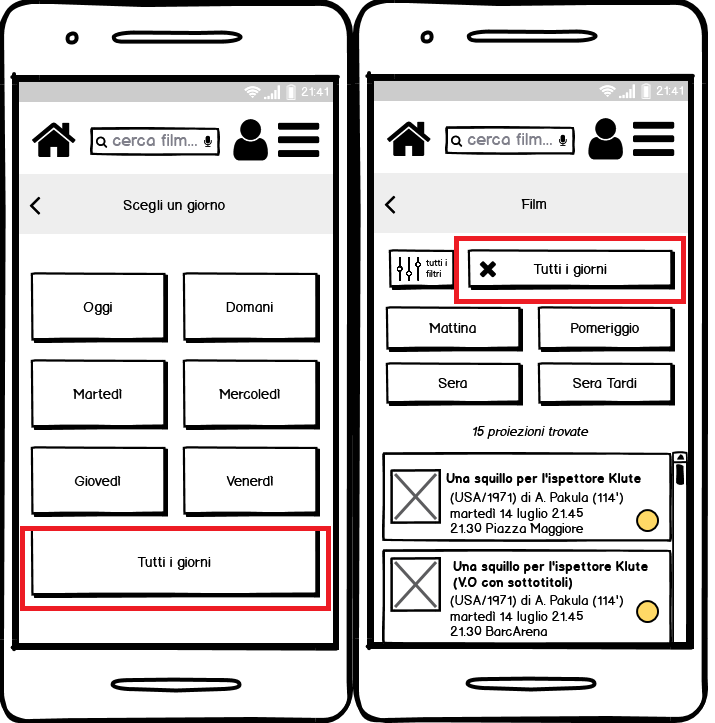 21:41
cerca film...
Scegli un giorno
Oggi
Domani
Martedì
Mercoledì
Giovedì
Venerdì
Tutti i giorni
21:41
cerca film...
Film
tutti i
filtri
Tutti i giorni
Mattina
Pomeriggio
Sera
Sera Tardi
15 proiezioni trovate
Una squillo per l'ispettore Klute
(USA/1971) di A. Pakula (114')
martedì 14 luglio 21.45
21.30 Piazza Maggiore
Una squillo per l'ispettore Klute
(V.O con sottotitoli)
(USA/1971) di A. Pakula (114')
martedì 14 luglio 21.45
21.30 BarcArena